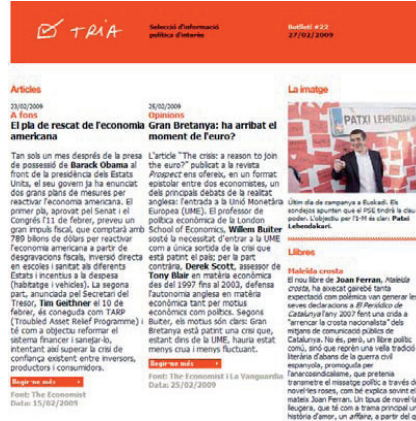 TRIA
Selecció d'informació
política d'interès
Butlletí #22
27/02/2009
Articles
23/02/2009
A fons
El pla de rescat de l'economia
americana
Tan sols un mes després de la presa
de possessió de Barack Obama al
front de la presidència dels Estats
Units, el seu govern ja ha enunciat
dos grans plans de mesures per
reactivar l'economia americana. El
primer pla, aprovat pel Senat i el
Congrés l'11 de febrer, preveu un
gran impuls fiscal, que comptarà amb
789 bilions de dòlars per reactivar
l'economia americana a partir de
desgravacions fiscals, inversió directa
en escoles i sanitat als diferents
Estats i incentius a la despesa
(habitatge i vehicles). La segona
part, anunciada pel Secretari del
Tresor, Tim Geithner el 10 de
febrer, és coneguda com TARP
(Troubled Asset Relief Programme) i
té com a objectiu reformar el
sistema financer i sanejar-lo,
intentant així superar la crisi de
confiança existent entre inversors,
productors i consumidors.
llegir-ne més
Font: The Economist
Data: 15/02/2009
26/02/2009
Opinions
Gran Bretanya: ha arribat el
moment de l'euro?
L'article "The crisis: a reason to join
the euro?" publicat a la revista
Prospect ens ofereix, en un format
epistolar entre dos economistes, un
dels principals debats de la realitat
anglesa: l'entrada a la Unió Monetària
Europea (UME). El professor de
política econòmica de la London
School of Economics, Willem Buiter
sosté la necessitat d'entrar a la UME
com a única sortida de la crisi que
està patint el país; per la part
contrària, Derek Scott, assessor de
Tony Blair en matèria econòmica
des del 1997 fins al 2003, defensa
l'autonomia anglesa en matèria
econòmica tant per motius
econòmics com polítics. Segons
Buiter, els motius són clars: Gran
Bretanya està patint una crisi que,
estant dins de la UME, hauria estat
menys crua i menys fluctuant.
llegir-ne més
Font: The Economist i La Vanguardia
Data: 25/02/2009
La imatge
PATXI LEHENDAKA
Últim dia de campanya a Euskadi. Els
sondejos apunten que el PSE tindrà la clau
poder. L'objectiu per l'1-M és clar: Patxi
Lehendakari.
Llibres
Maleïda crosta
El nou llibre de Joan Ferran, Maleïda
crosta, ha aixecat gairebé tanta
expectació com polèmica van generar les
seves declaracions a El Periódico de
Catalunya l'any 2007 fent una crida a
"arrencar la crosta nacionalista" dels
mitjans de comunicació públics de
Catalunya. No és, però, un llibre polític
comú, sinó que reprèn una vella tradició
literària d'abans de la guerra civil
espanyola, promoguda per
l'anarcosindicalisme, que pretenia
transmetre el missatge polític a través de
novel·les roses, com bé explica sovint el
mateix Joan Ferran. Un tipus de novel·la
lleugera, que té com a trama principal una
història d'amor, un affaire, a partir del q